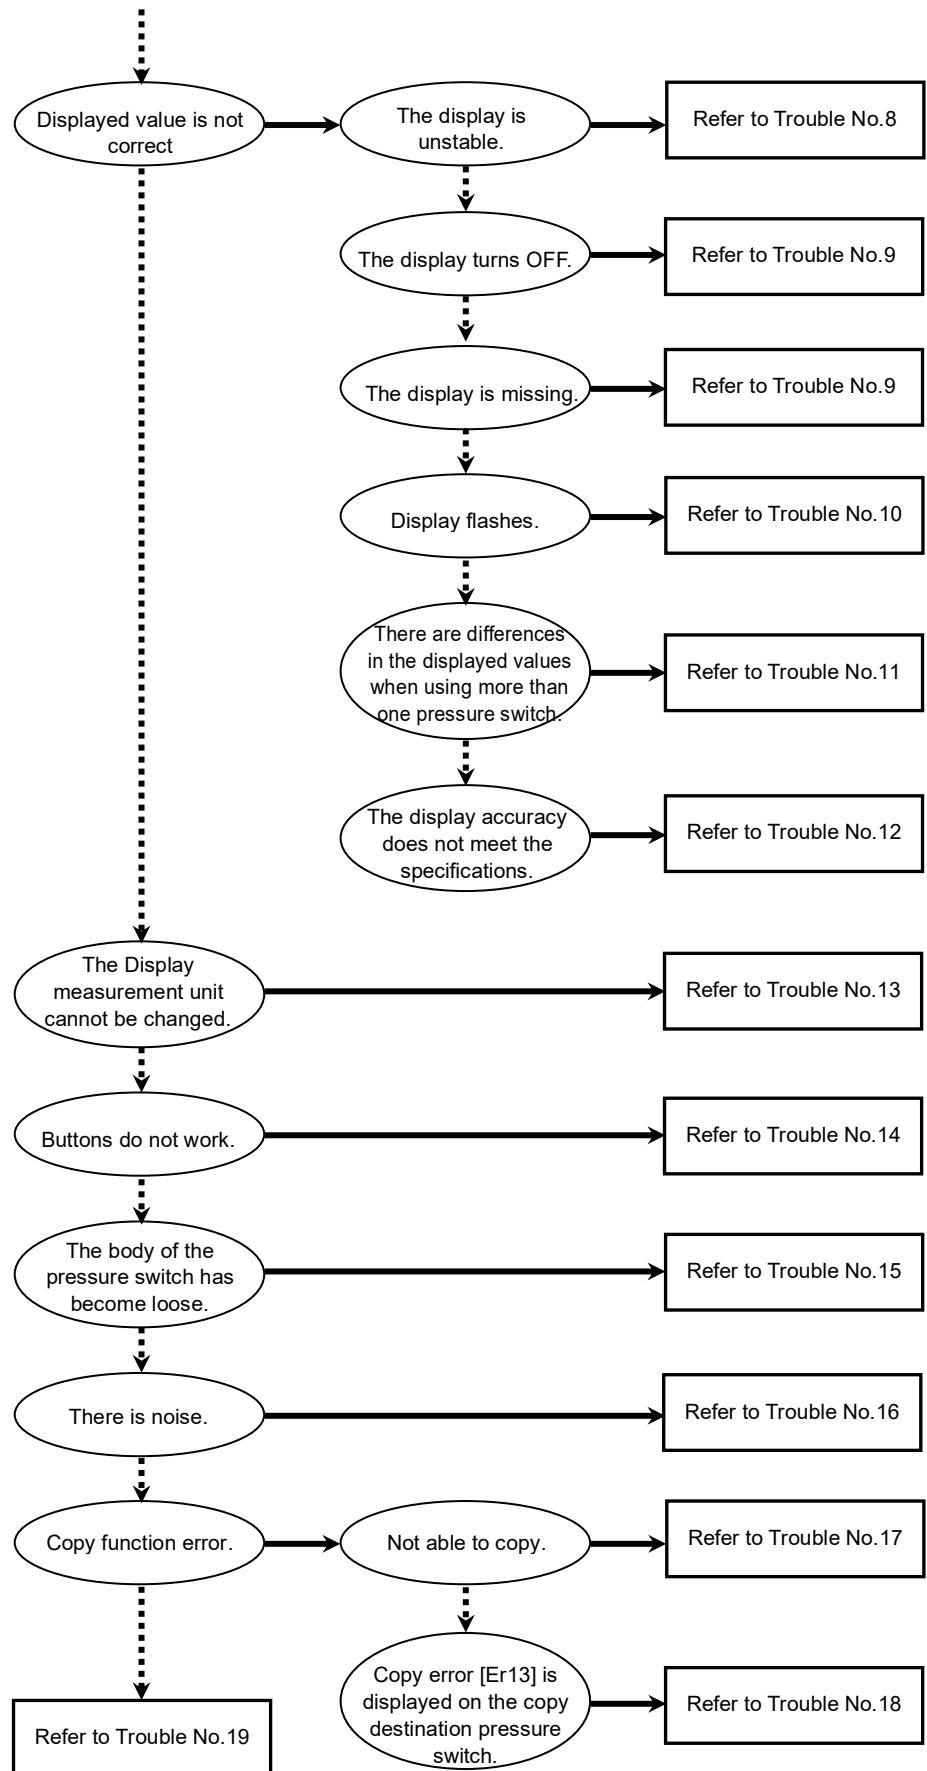 Displayed value is not
correct
The display is
unstable.
Refer to Trouble No.8
The display turns OFF.
Refer to Trouble No.9
The display is missing.
Refer to Trouble No.9
Display flashes.
Refer to Trouble No.10
There are differences
in the displayed values
when using more than
one pressure switch.
Refer to Trouble No.11
The display accuracy
does not meet the
specifications.
Refer to Trouble No.12
The Display
measurement unit
cannot be changed.
Refer to Trouble No.13
Buttons do not work.
Refer to Trouble No.14
The body of the
pressure switch has
become loose.
Refer to Trouble No.15
There is noise.
Refer to Trouble No.16
Copy function error.
Not able to copy.
Refer to Trouble No.17
Copy error [Er13] is
displayed on the copy
destination pressure
switch.
Refer to Trouble No.18
Refer to Trouble No.19